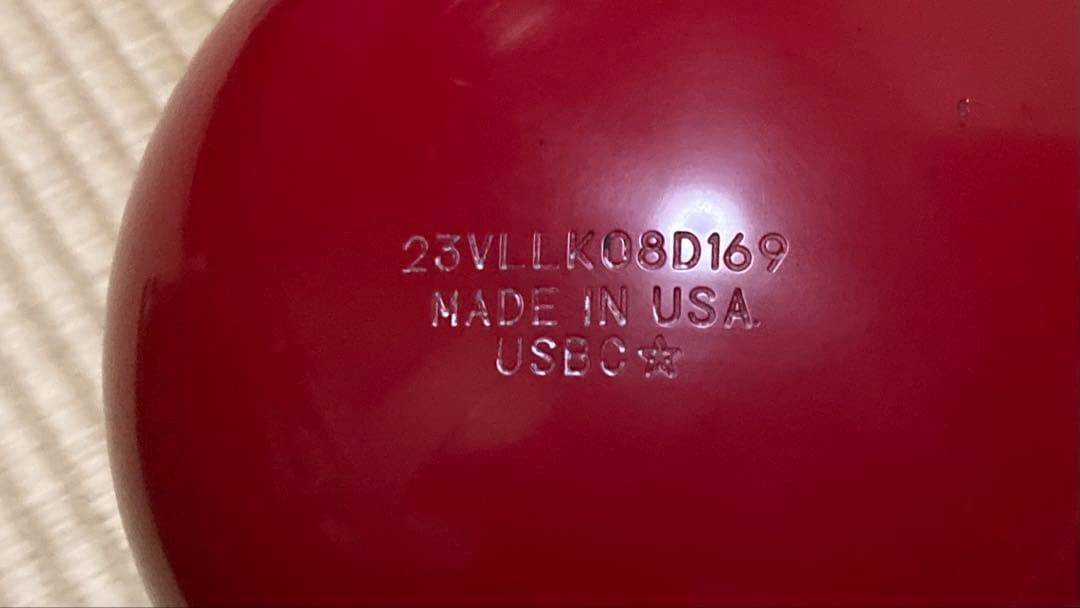 23VLLK08D169
MADE IN USA.
USBC☆